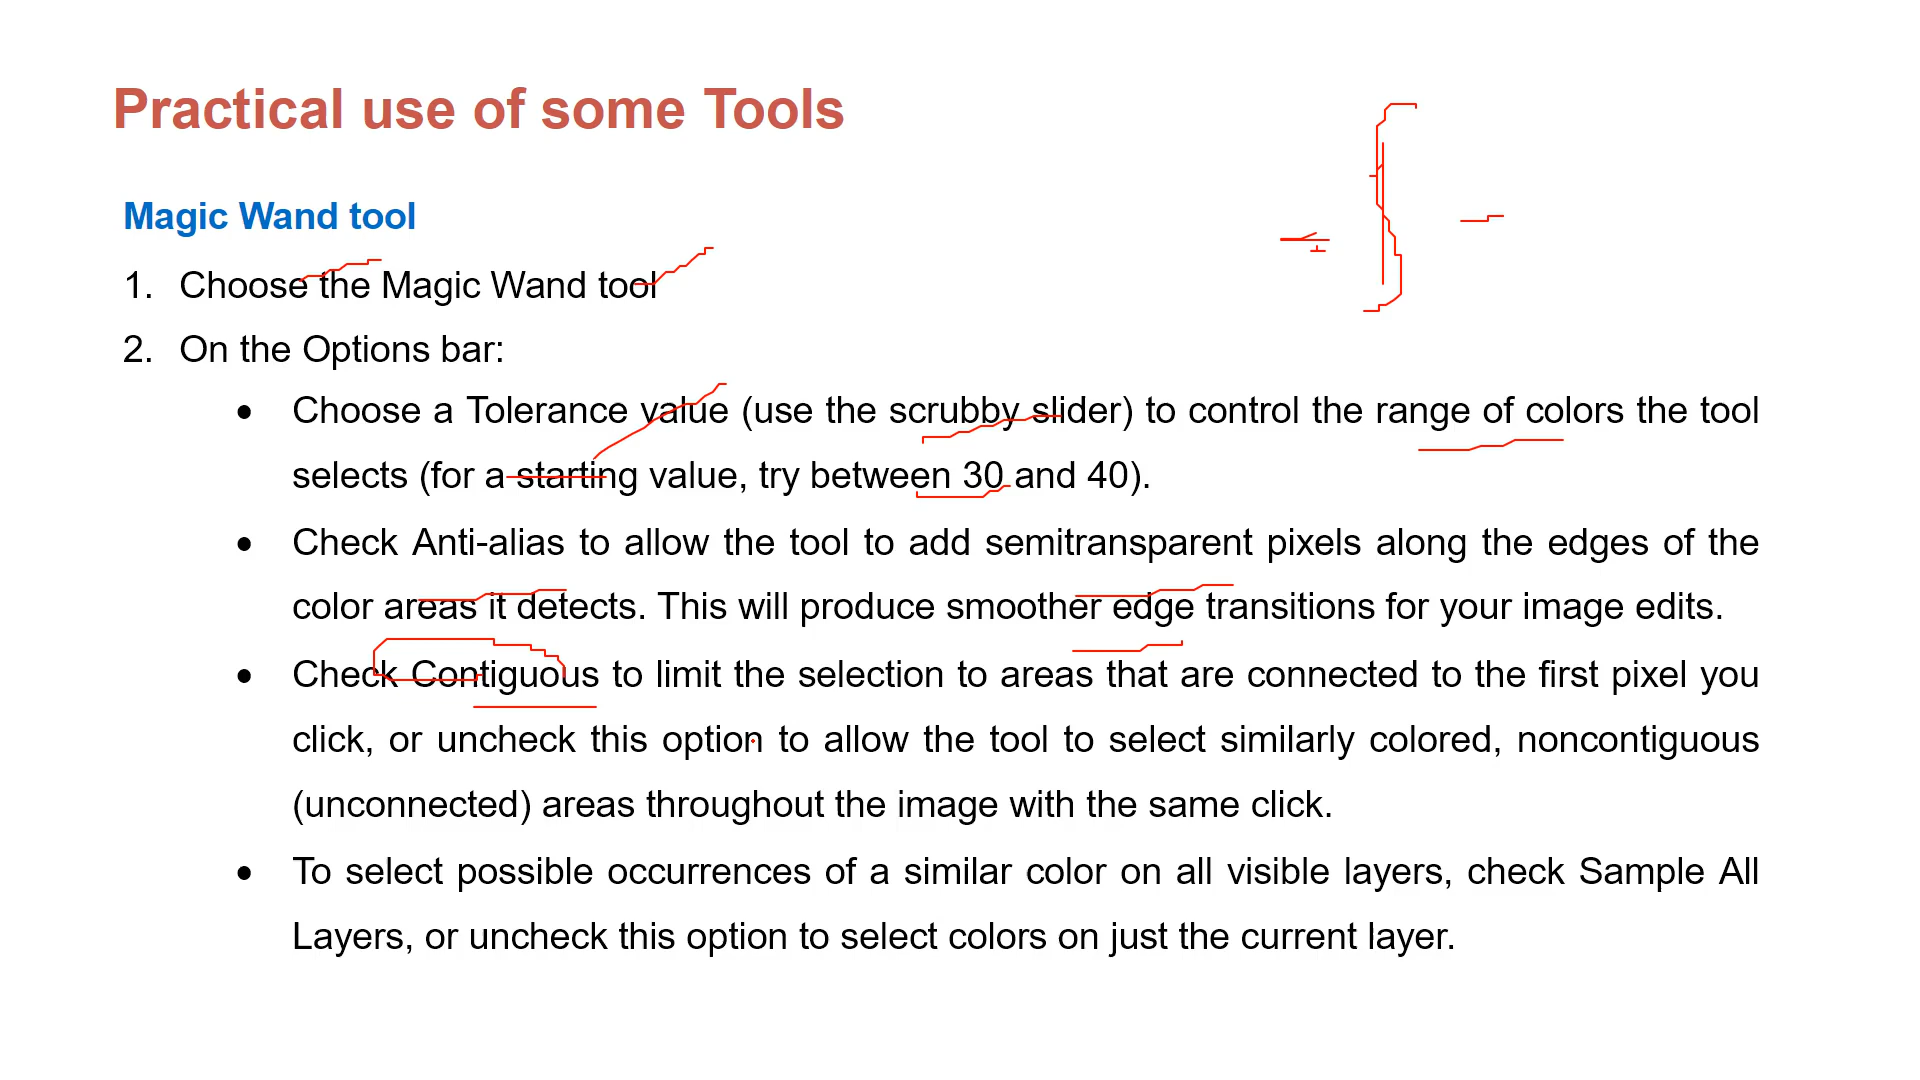 Practical use of some Tools
Magic Wand tool
1. Choose the Magic Wand tool
2. On the Options bar:
• Choose a Tolerance value (use the scrubby slider) to control the range of colors the tool
selects (for a starting value, try between 30 and 40).
• Check Anti-alias to allow the tool to add semitransparent pixels along the edges of the
color areas it detects. This will produce smoother edge transitions for your image edits.
• Check Contiguous to limit the selection to areas that are connected to the first pixel you
click, or uncheck this option to allow the tool to select similarly colored, noncontiguous
(unconnected) areas throughout the image with the same click.
• To select possible occurrences of a similar color on all visible layers, check Sample All
Layers, or uncheck this option to select colors on just the current layer.